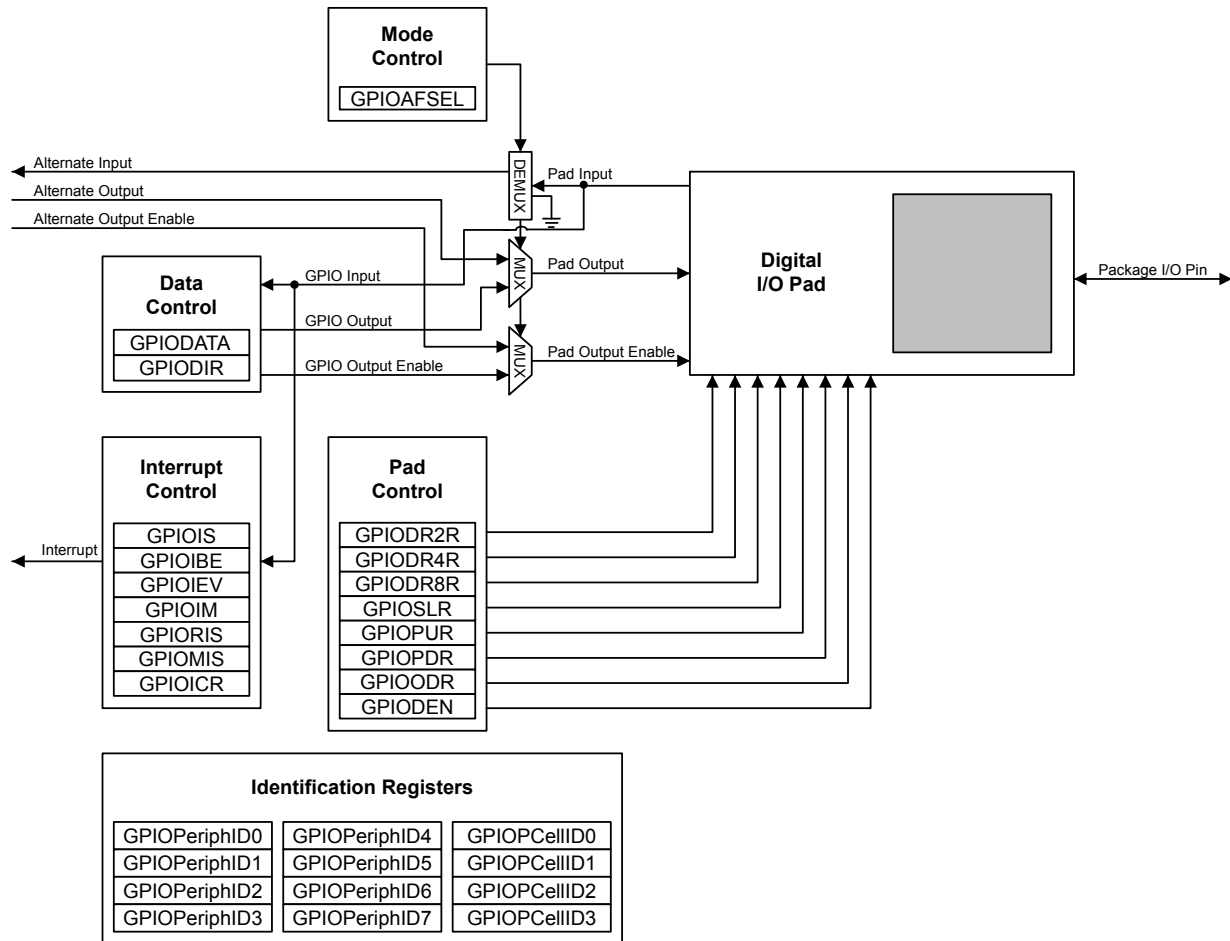 Mode
Control
GPIOAFSEL
Alternate Input
Alternate Output
Alternate Output Enable
DEMUX
Pad Input
MUX
Pad Output
MUX
Pad Output Enable
Digital
I/O Pad
Package I/O Pin
Data
Control
GPIODATA
GPIODIR
GPIO Input
GPIO Output
GPIO Output Enable
Interrupt
Control
GPIOIS
GPIOIBE
GPIOIEV
GPIOIM
GPIORIS
GPIOMIS
GPIOICR
Interrupt
Pad
Control
GPIODR2R
GPIODR4R
GPIODR8R
GPIOSLR
GPIOPUR
GPIOPDR
GPIOODR
GPIODEN
Identification Registers
GPIOPeriphID0
GPIOPeriphID1
GPIOPeriphID2
GPIOPeriphID3
GPIOPeriphID4
GPIOPeriphID5
GPIOPeriphID6
GPIOPeriphID7
GPIOPCellID0
GPIOPCellID1
GPIOPCellID2
GPIOPCellID3